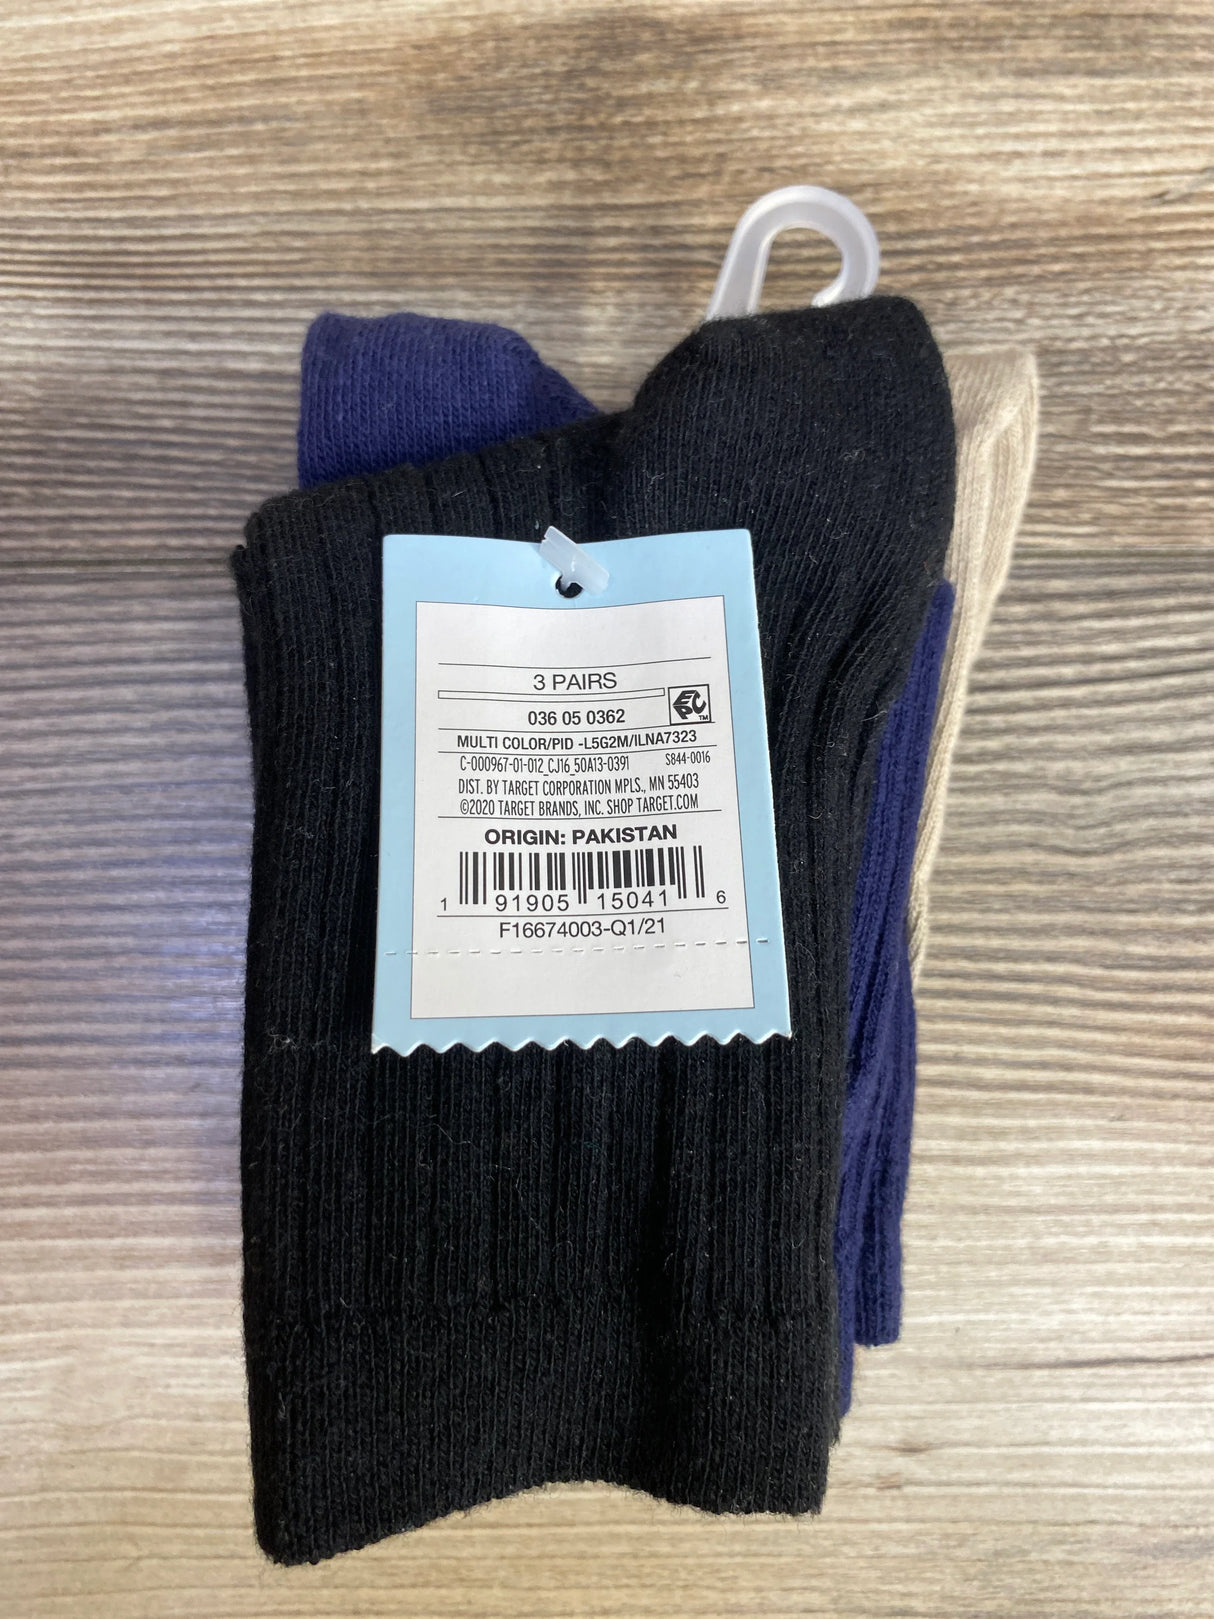 3 PAIRS
036 05 0362
EPC™
MULTI COLOR/PID -L5G2M/ILNA7323
C-000967-01-012_CJ16_50A13-0391 S844-0016
DIST. BY TARGET CORPORATION MPLS., MN 55403
©2020 TARGET BRANDS, INC. SHOP TARGET.COM
ORIGIN: PAKISTAN
1 91905 15041 6
F16674003-Q1/21